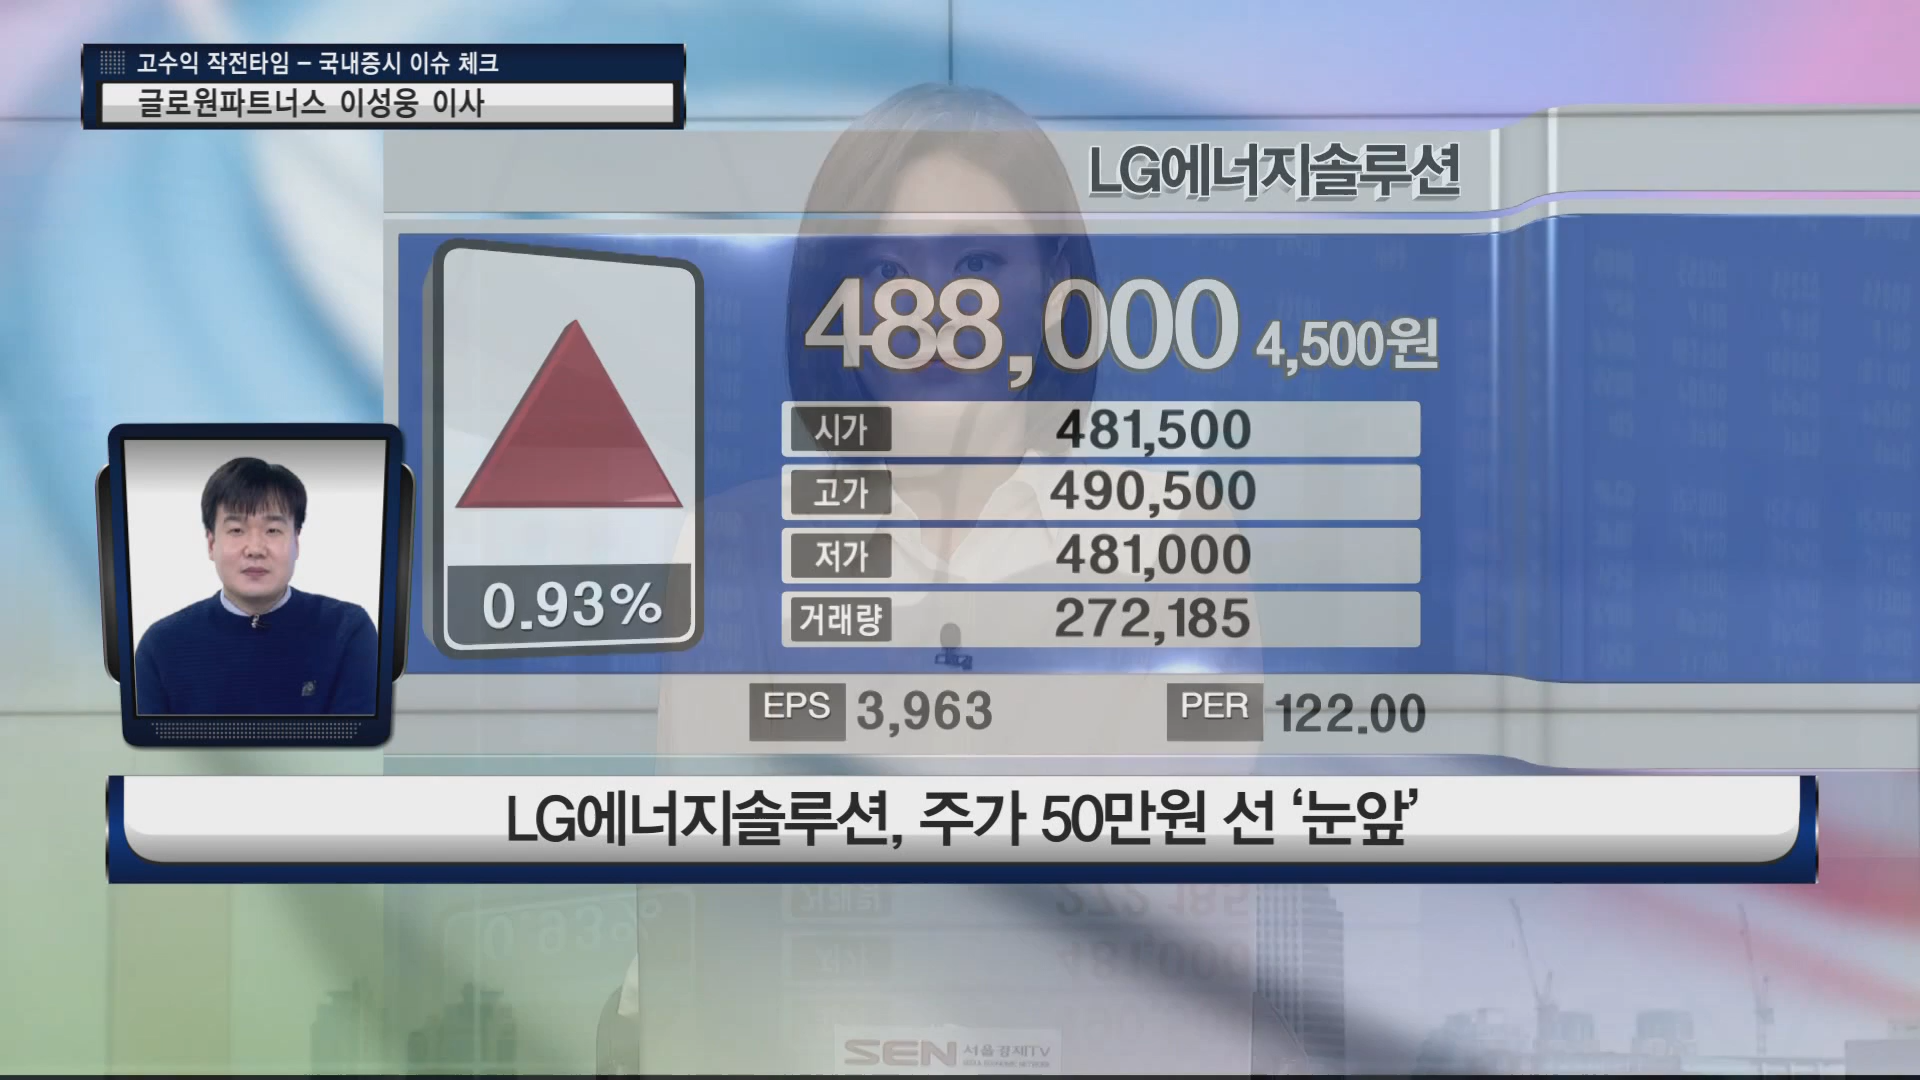 고수익 작전타임 – 국내증시 이슈 체크
글로원파트너스 이성웅 이사
LG에너지솔루션
488,000 4,500원
0.93%
시가 481,500
고가 490,500
저가 481,000
거래량 272,185
EPS 3,963 PER 122.00
LG에너지솔루션, 주가 50만원 선 ‘눈앞’
SEN 서울경제TV